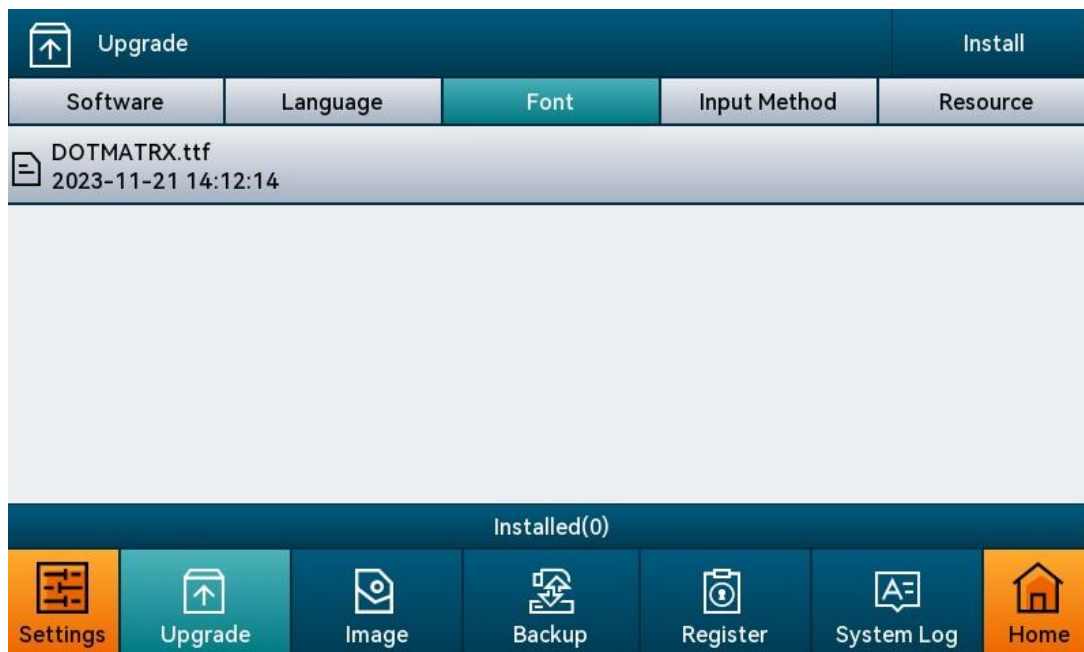 Upgrade
Install
Software
Language
Font
Input Method
Resource
DOTMATRX.ttf
2023-11-21 14:12:14
Installed(0)
Settings
Upgrade
Image
Backup
Register
System Log
Home